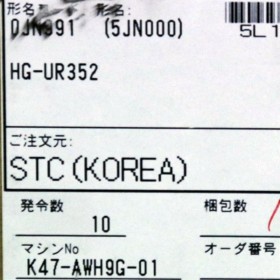 形名 形名:
(5JN000) 5L1
HG-UR352
ご注文元:
STC(KOREA)
発令数 梱包数
10
マシンNo オーダ番号
K47-AWH9G-01